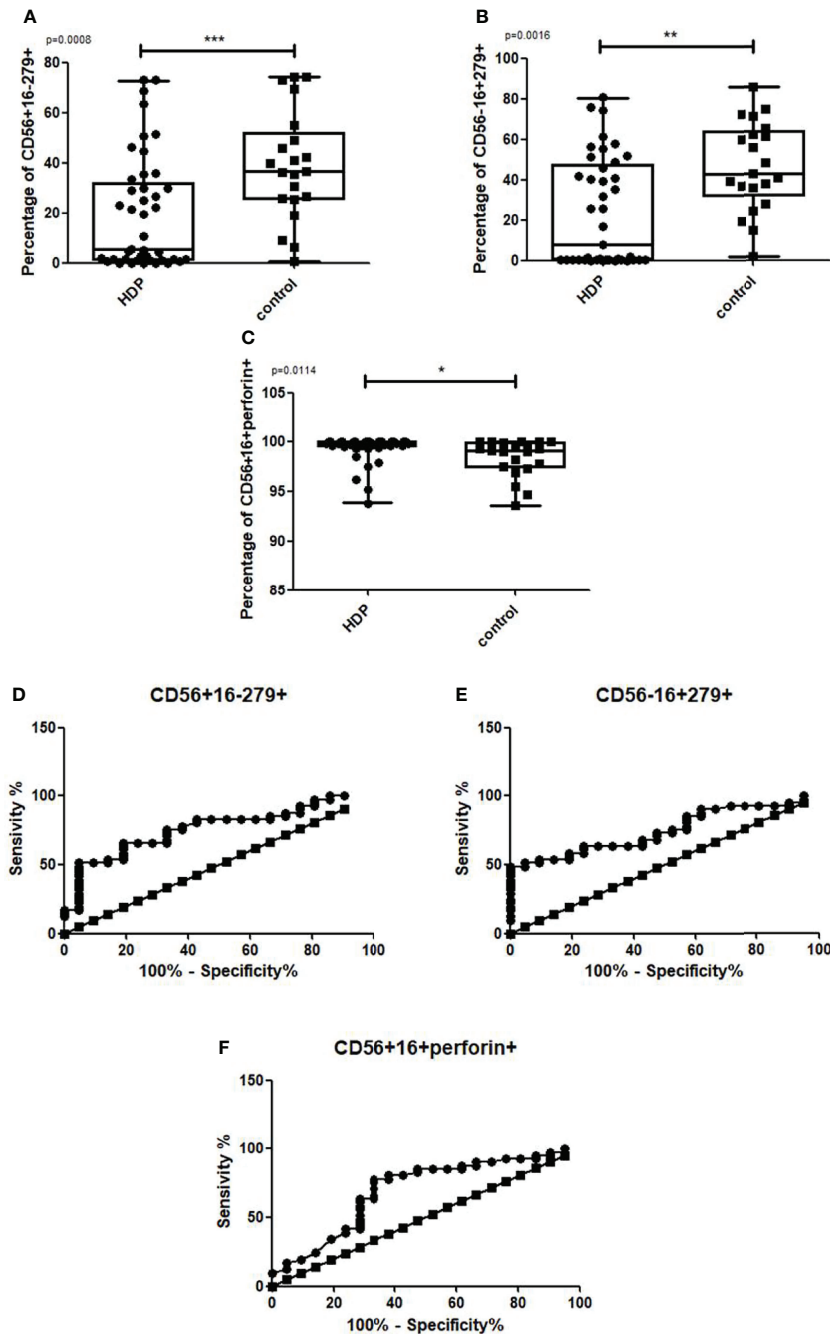 A
p=0.0008
***
Percentage of CD56+16-279+
80
60
40
20
0
HDP
control
B
p=0.0016
**
Percentage of CD56-16+279+
100
80
60
40
20
0
HDP
control
C
p=0.0114
*
Percentage of CD56+16+perforin+
105
100
95
90
85
HDP
control
D
CD56+16-279+
Sensivity %
150
100
50
0
0 20 40 60 80 100
100% - Specificity%
E
CD56-16+279+
Sensivity %
150
100
50
0
0 20 40 60 80 100
100% - Specificity%
F
CD56+16+perforin+
Sensivity %
150
100
50
0
0 20 40 60 80 100
100% - Specificity%